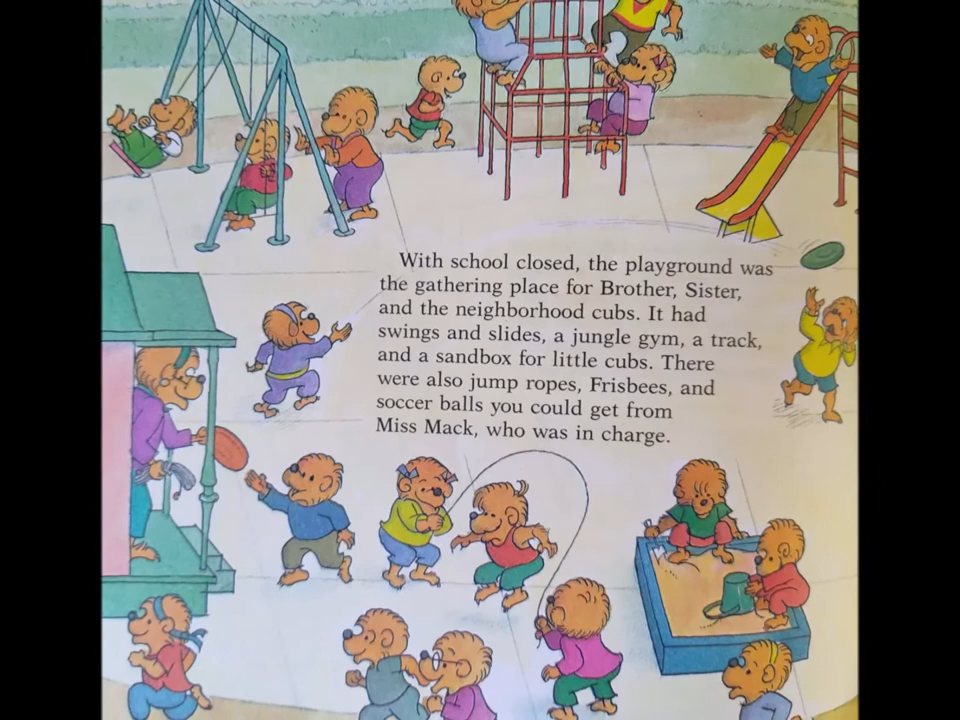 With school closed, the playground was
the gathering place for Brother, Sister,
and the neighborhood cubs. It had
swings and slides, a jungle gym, a track,
and a sandbox for little cubs. There
were also jump ropes, Frisbees, and
soccer balls you could get from
Miss Mack, who was in charge.